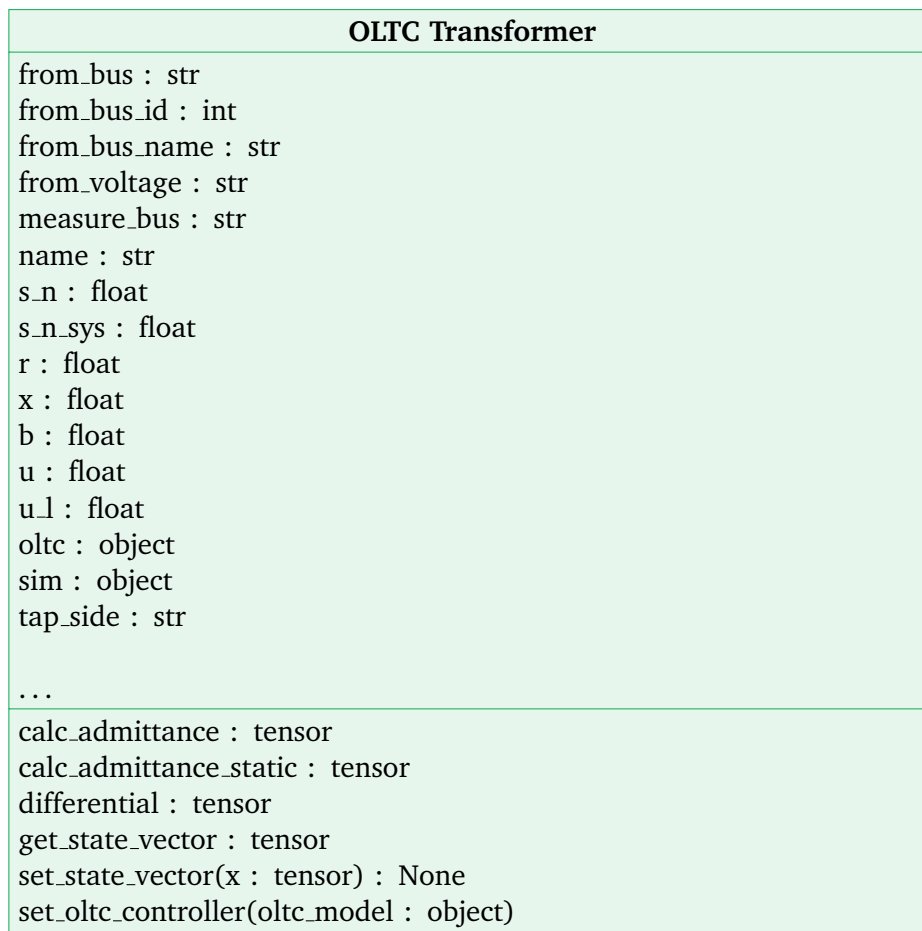 OLTC Transformer
from_bus : str
from_bus_id : int
from_bus_name : str
from_voltage : str
measure_bus : str
name : str
s_n : float
s_n_sys : float
r : float
x : float
b : float
u : float
u_l : float
oltc : object
sim : object
tap_side : str
...
calc_admittance : tensor
calc_admittance_static : tensor
differential : tensor
get_state_vector : tensor
set_state_vector(x : tensor) : None
set_oltc_controller(oltc_model : object)